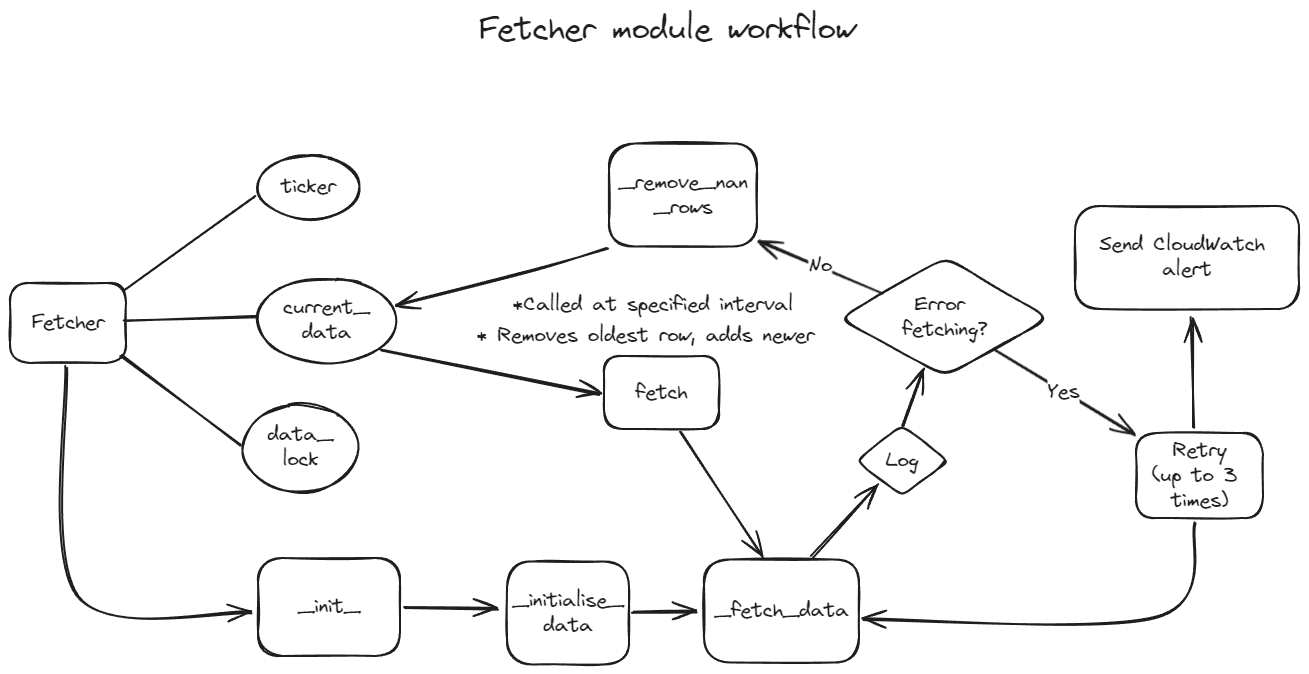 Fetcher module workflow
ticker
_remove_nan
_rows
Send CloudWatch
alert
No
Fetcher
current_
data
*Called at specified interval
* Removes oldest row, adds newer
Error
fetching?
fetch
Yes
data_
lock
Log
Retry
(up to 3
times)
_init_
_initialise_
data
_fetch_data